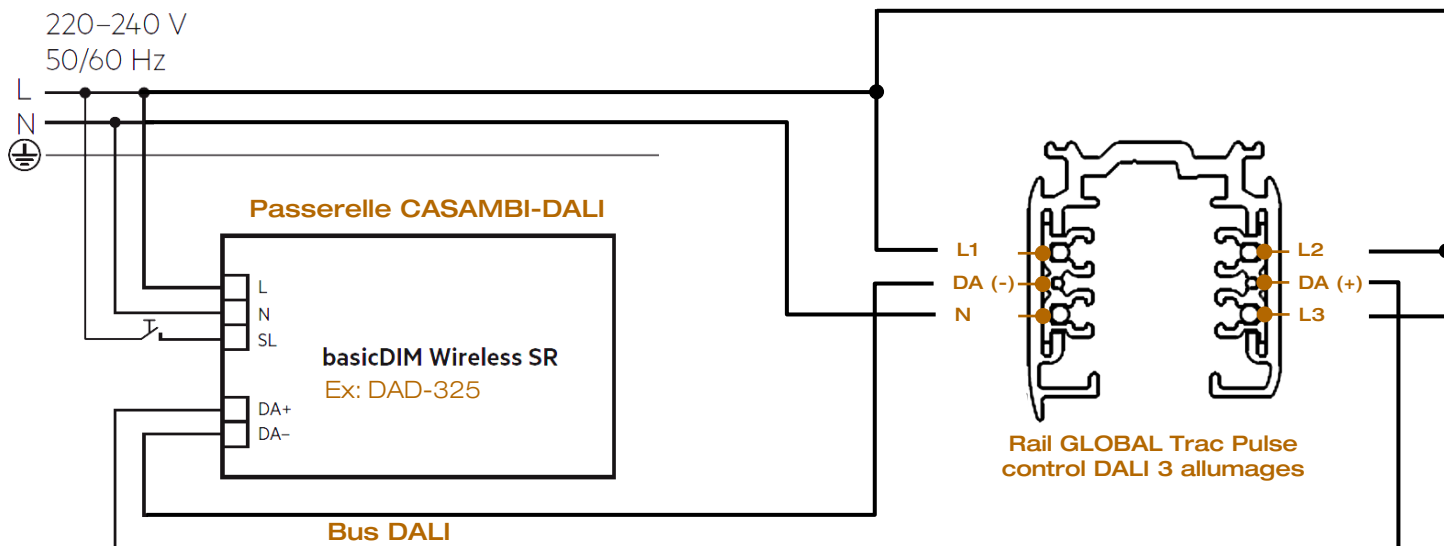 220–240 V
50/60 Hz
L
N
Passerelle CASAMBI-DALI
L
N
SL
basicDIM Wireless SR
Ex: DAD-325
DA+
DA–
Bus DALI
L1
DA (-)
N
L2
DA (+)
L3
Rail GLOBAL Trac Pulse
control DALI 3 allumages